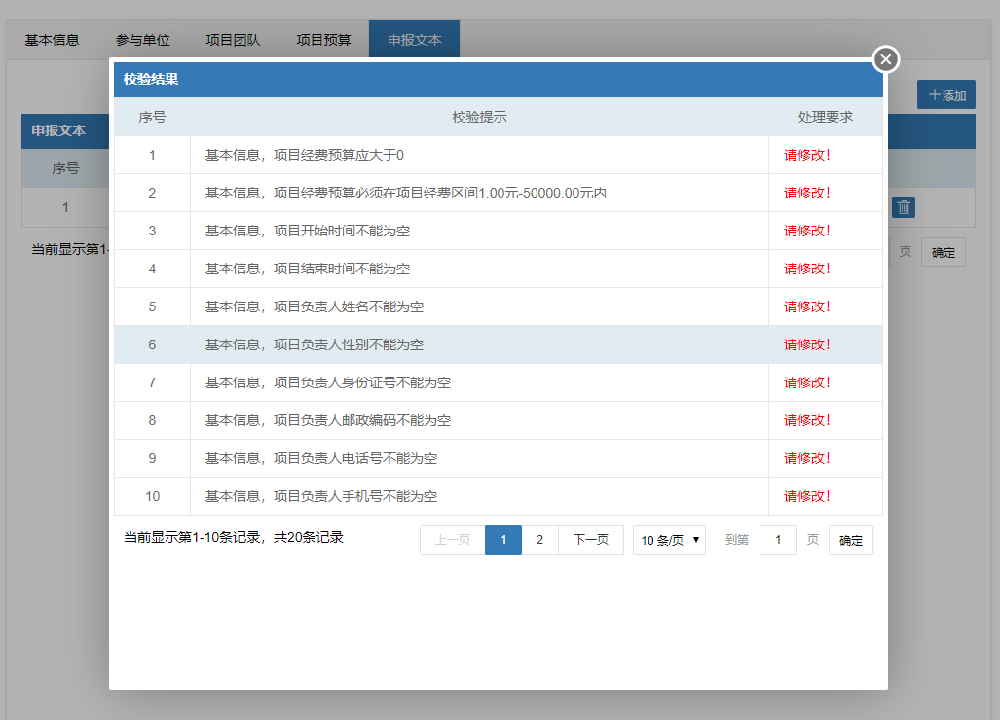 基本信息 参与单位 项目团队 项目预算 申报文本
校验结果
+添加
申报文本
序号 校验提示 处理要求
序号
1 基本信息，项目经费预算应大于0 请修改！
2 基本信息，项目经费预算必须在项目经费区间1.00元-50000.00元内 请修改！
1
3 基本信息，项目开始时间不能为空 请修改！
当前显示第1- 页 确定
4 基本信息，项目结束时间不能为空 请修改！
5 基本信息，项目负责人姓名不能为空 请修改！
6 基本信息，项目负责人性别不能为空 请修改！
7 基本信息，项目负责人身份证号不能为空 请修改！
8 基本信息，项目负责人邮政编码不能为空 请修改！
9 基本信息，项目负责人电话号不能为空 请修改！
10 基本信息，项目负责人手机号不能为空 请修改！
当前显示第1-10条记录，共20条记录 上一页 1 2 下一页 10 条/页 到第 1 页 确定